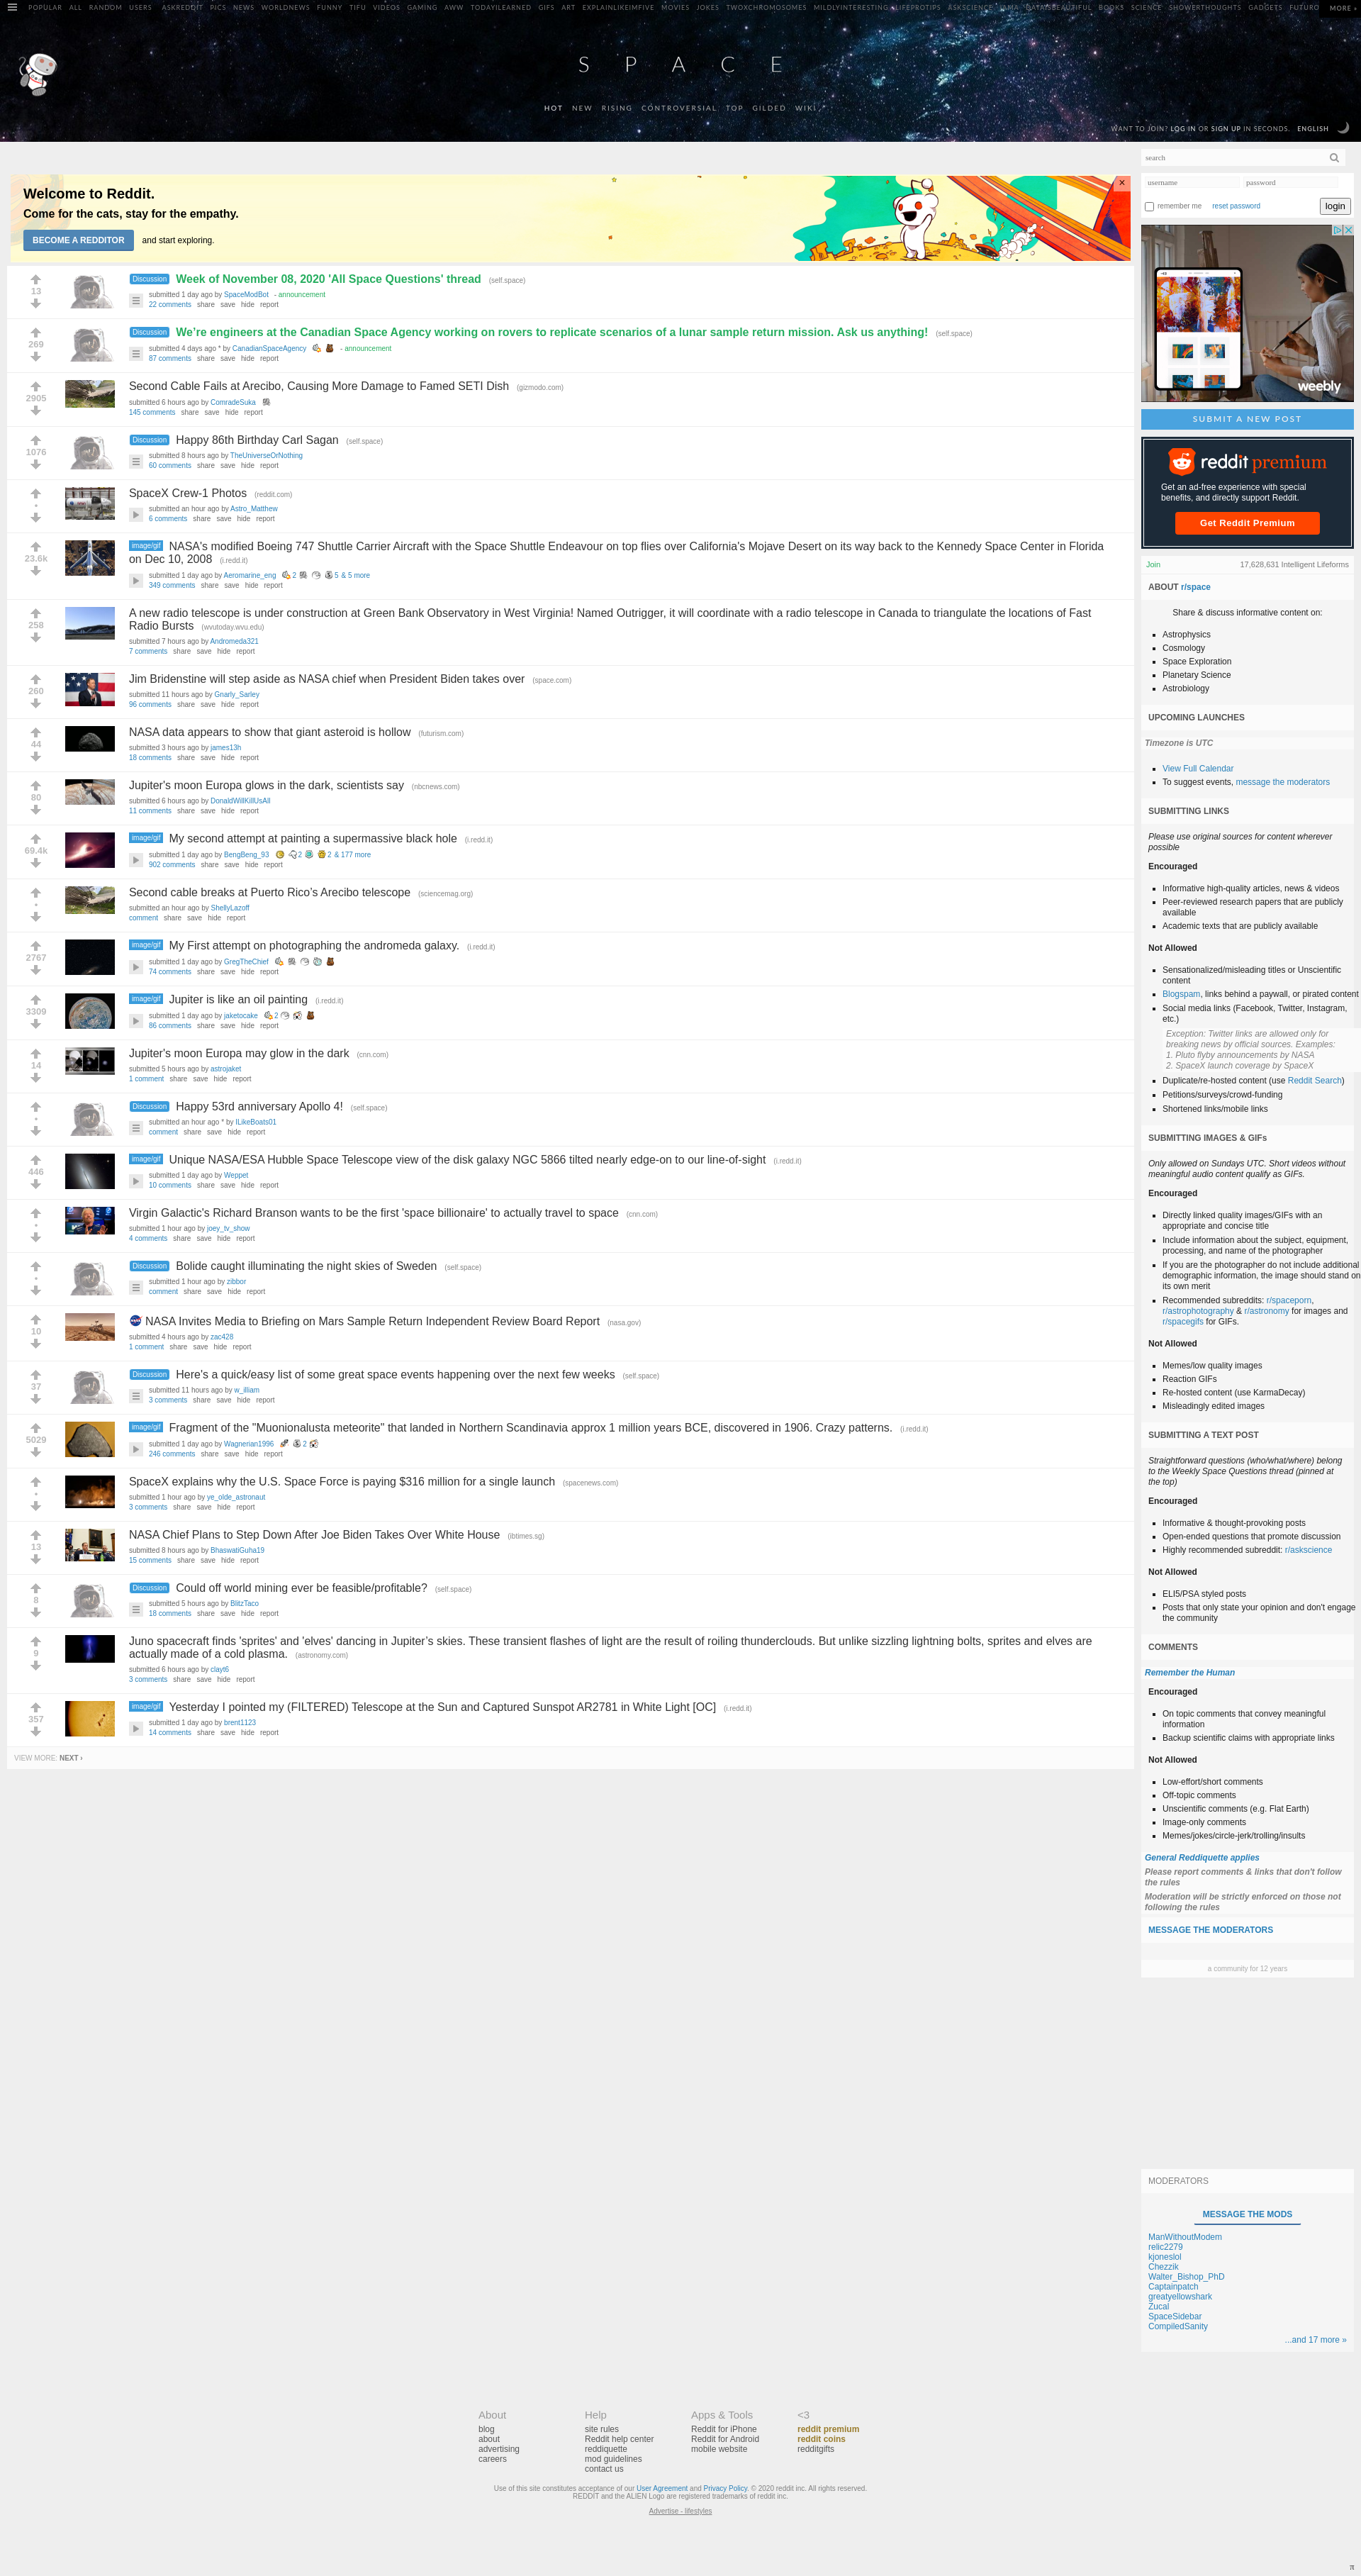 POPULAR ALL RANDOM USERS ASKREDDIT PICS NEWS WORLDNEWS FUNNY TIFU VIDEOS GAMING AWW TODAYILEARNED GIFS ART EXPLAINLIKEIMFIVE MOVIES JOKES TWOXCHROMOSOMES MILDLYINTERESTING LIFEPROTIPS ASKSCIENCE IAMA DATAISBEAUTIFUL BOOKS SCIENCE SHOWERTHOUGHTS GADGETS FUTURO MORE »
SPACE
HOT NEW RISING CONTROVERSIAL TOP GILDED WIKI
WANT TO JOIN? LOG IN OR SIGN UP IN SECONDS. ENGLISH
Welcome to Reddit.
Come for the cats, stay for the empathy.
BECOME A REDDITOR and start exploring.
×
13
Discussion Week of November 08, 2020 'All Space Questions' thread (self.space)
submitted 1 day ago by SpaceModBot - announcement
22 comments share save hide report
269
Discussion We're engineers at the Canadian Space Agency working on rovers to replicate scenarios of a lunar sample return mission. Ask us anything! (self.space)
submitted 4 days ago * by CanadianSpaceAgency - announcement
87 comments share save hide report
2905
Second Cable Fails at Arecibo, Causing More Damage to Famed SETI Dish (gizmodo.com)
submitted 6 hours ago by ComradeSuka
145 comments share save hide report
1076
Discussion Happy 86th Birthday Carl Sagan (self.space)
submitted 8 hours ago by TheUniverseOrNothing
60 comments share save hide report
•
SpaceX Crew-1 Photos (reddit.com)
submitted an hour ago by Astro_Matthew
6 comments share save hide report
23.6k
image/gif NASA's modified Boeing 747 Shuttle Carrier Aircraft with the Space Shuttle Endeavour on top flies over California's Mojave Desert on its way back to the Kennedy Space Center in Florida
on Dec 10, 2008 (i.redd.it)
submitted 1 day ago by Aeromarine_eng 2 5 & 5 more
349 comments share save hide report
258
A new radio telescope is under construction at Green Bank Observatory in West Virginia! Named Outrigger, it will coordinate with a radio telescope in Canada to triangulate the locations of Fast
Radio Bursts (wvutoday.wvu.edu)
submitted 7 hours ago by Andromeda321
7 comments share save hide report
260
Jim Bridenstine will step aside as NASA chief when President Biden takes over (space.com)
submitted 11 hours ago by Gnarly_Sarley
96 comments share save hide report
44
NASA data appears to show that giant asteroid is hollow (futurism.com)
submitted 3 hours ago by james13h
18 comments share save hide report
80
Jupiter's moon Europa glows in the dark, scientists say (nbcnews.com)
submitted 6 hours ago by DonaldWillKillUsAll
11 comments share save hide report
69.4k
image/gif My second attempt at painting a supermassive black hole (i.redd.it)
submitted 1 day ago by BengBeng_93 2 2 & 177 more
902 comments share save hide report
•
Second cable breaks at Puerto Rico's Arecibo telescope (sciencemag.org)
submitted an hour ago by ShellyLazoff
comment share save hide report
2767
image/gif My First attempt on photographing the andromeda galaxy. (i.redd.it)
submitted 1 day ago by GregTheChief
74 comments share save hide report
3309
image/gif Jupiter is like an oil painting (i.redd.it)
submitted 1 day ago by jaketocake 2
86 comments share save hide report
14
Jupiter's moon Europa may glow in the dark (cnn.com)
submitted 5 hours ago by astrojaket
1 comment share save hide report
•
Discussion Happy 53rd anniversary Apollo 4! (self.space)
submitted an hour ago * by ILikeBoats01
comment share save hide report
446
image/gif Unique NASA/ESA Hubble Space Telescope view of the disk galaxy NGC 5866 tilted nearly edge-on to our line-of-sight (i.redd.it)
submitted 1 day ago by Weppet
10 comments share save hide report
•
Virgin Galactic's Richard Branson wants to be the first 'space billionaire' to actually travel to space (cnn.com)
submitted 1 hour ago by joey_tv_show
4 comments share save hide report
•
Discussion Bolide caught illuminating the night skies of Sweden (self.space)
submitted 1 hour ago by zibbor
comment share save hide report
10
NASA Invites Media to Briefing on Mars Sample Return Independent Review Board Report (nasa.gov)
submitted 4 hours ago by zac428
1 comment share save hide report
37
Discussion Here's a quick/easy list of some great space events happening over the next few weeks (self.space)
submitted 11 hours ago by w_illiam
3 comments share save hide report
5029
image/gif Fragment of the "Muonionalusta meteorite" that landed in Northern Scandinavia approx 1 million years BCE, discovered in 1906. Crazy patterns. (i.redd.it)
submitted 1 day ago by Wagnerian1996 2
246 comments share save hide report
•
SpaceX explains why the U.S. Space Force is paying $316 million for a single launch (spacenews.com)
submitted 1 hour ago by ye_olde_astronaut
3 comments share save hide report
13
NASA Chief Plans to Step Down After Joe Biden Takes Over White House (ibtimes.sg)
submitted 8 hours ago by BhaswatiGuha19
15 comments share save hide report
8
Discussion Could off world mining ever be feasible/profitable? (self.space)
submitted 5 hours ago by BlitzTaco
18 comments share save hide report
9
Juno spacecraft finds 'sprites' and 'elves' dancing in Jupiter's skies. These transient flashes of light are the result of roiling thunderclouds. But unlike sizzling lightning bolts, sprites and elves are
actually made of a cold plasma. (astronomy.com)
submitted 6 hours ago by clayt6
3 comments share save hide report
357
image/gif Yesterday I pointed my (FILTERED) Telescope at the Sun and Captured Sunspot AR2781 in White Light [OC] (i.redd.it)
submitted 1 day ago by brent1123
14 comments share save hide report
VIEW MORE: NEXT ›
search
username password
remember me reset password login
weebly
SUBMIT A NEW POST
reddit premium
Get an ad-free experience with special
benefits, and directly support Reddit.
Get Reddit Premium
Join 17,628,631 Intelligent Lifeforms
ABOUT r/space
Share & discuss informative content on:
Astrophysics
Cosmology
Space Exploration
Planetary Science
Astrobiology
UPCOMING LAUNCHES
Timezone is UTC
View Full Calendar
To suggest events, message the moderators
SUBMITTING LINKS
Please use original sources for content wherever
possible
Encouraged
Informative high-quality articles, news & videos
Peer-reviewed research papers that are publicly
available
Academic texts that are publicly available
Not Allowed
Sensationalized/misleading titles or Unscientific
content
Blogspam, links behind a paywall, or pirated content
Social media links (Facebook, Twitter, Instagram,
etc.)
Exception: Twitter links are allowed only for
breaking news by official sources. Examples:
1. Pluto flyby announcements by NASA
2. SpaceX launch coverage by SpaceX
Duplicate/re-hosted content (use Reddit Search)
Petitions/surveys/crowd-funding
Shortened links/mobile links
SUBMITTING IMAGES & GIFs
Only allowed on Sundays UTC. Short videos without
meaningful audio content qualify as GIFs.
Encouraged
Directly linked quality images/GIFs with an
appropriate and concise title
Include information about the subject, equipment,
processing, and name of the photographer
If you are the photographer do not include additional
demographic information, the image should stand on
its own merit
Recommended subreddits: r/spaceporn,
r/astrophotography & r/astronomy for images and
r/spacegifs for GIFs.
Not Allowed
Memes/low quality images
Reaction GIFs
Re-hosted content (use KarmaDecay)
Misleadingly edited images
SUBMITTING A TEXT POST
Straightforward questions (who/what/where) belong
to the Weekly Space Questions thread (pinned at
the top)
Encouraged
Informative & thought-provoking posts
Open-ended questions that promote discussion
Highly recommended subreddit: r/askscience
Not Allowed
ELI5/PSA styled posts
Posts that only state your opinion and don't engage
the community
COMMENTS
Remember the Human
Encouraged
On topic comments that convey meaningful
information
Backup scientific claims with appropriate links
Not Allowed
Low-effort/short comments
Off-topic comments
Unscientific comments (e.g. Flat Earth)
Image-only comments
Memes/jokes/circle-jerk/trolling/insults
General Reddiquette applies
Please report comments & links that don't follow
the rules
Moderation will be strictly enforced on those not
following the rules
MESSAGE THE MODERATORS
a community for 12 years
MODERATORS
MESSAGE THE MODS
ManWithoutModem
relic2279
kjoneslol
Chezzik
Walter_Bishop_PhD
Captainpatch
greatyellowshark
Zucal
SpaceSidebar
CompiledSanity
...and 17 more »
About
blog
about
advertising
careers
Help
site rules
Reddit help center
reddiquette
mod guidelines
contact us
Apps & Tools
Reddit for iPhone
Reddit for Android
mobile website
<3
reddit premium
reddit coins
redditgifts
Use of this site constitutes acceptance of our User Agreement and Privacy Policy. © 2020 reddit inc. All rights reserved.
REDDIT and the ALIEN Logo are registered trademarks of reddit inc.
Advertise - lifestyles
π